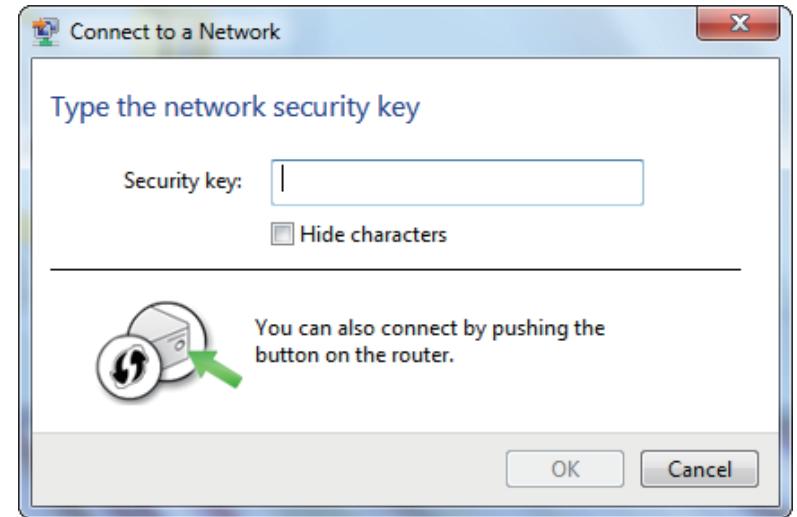 Connect to a Network
Type the network security key
Security key:
Hide characters
You can also connect by pushing the
button on the router.
OK
Cancel